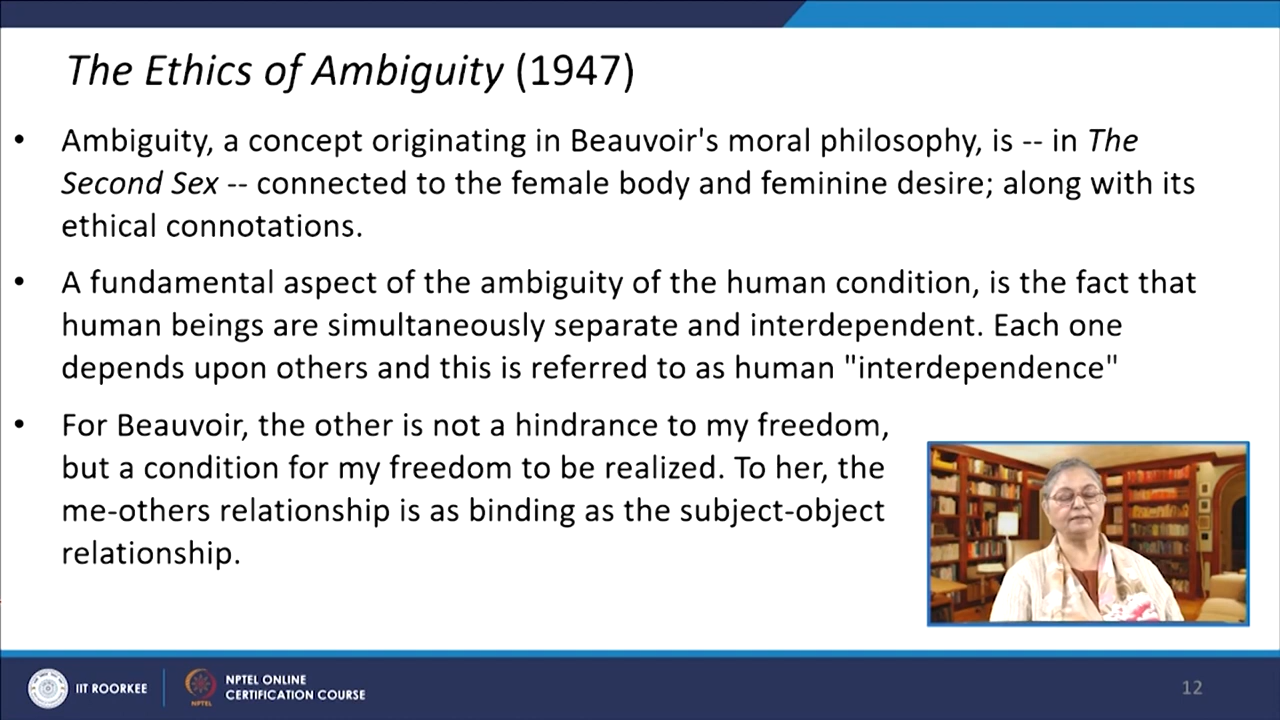 The Ethics of Ambiguity (1947)
• Ambiguity, a concept originating in Beauvoir's moral philosophy, is -- in The
Second Sex -- connected to the female body and feminine desire; along with its
ethical connotations.
• A fundamental aspect of the ambiguity of the human condition, is the fact that
human beings are simultaneously separate and interdependent. Each one
depends upon others and this is referred to as human "interdependence"
• For Beauvoir, the other is not a hindrance to my freedom,
but a condition for my freedom to be realized. To her, the
me-others relationship is as binding as the subject-object
relationship.
IIT ROORKEE
NPTEL
NPTEL ONLINE
CERTIFICATION COURSE
12